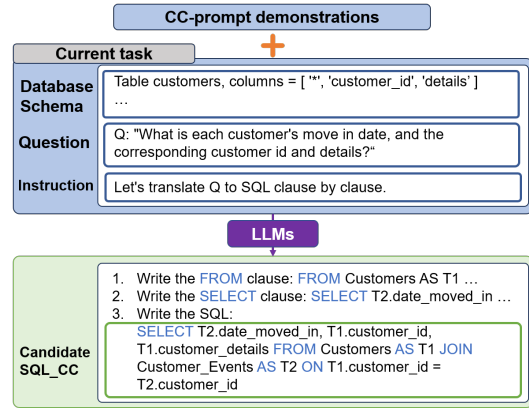 CC-prompt demonstrations
Current task
Database
Schema
Table customers, columns = [ '*', 'customer_id', 'details’ ]
…
Question
Q: "What is each customer's move in date, and the
corresponding customer id and details?“
Instruction
Let's translate Q to SQL clause by clause.
LLMs
Candidate
SQL_CC
1. Write the FROM clause: FROM Customers AS T1 …
2. Write the SELECT clause: SELECT T2.date_moved_in …
3. Write the SQL:
SELECT T2.date_moved_in, T1.customer_id,
T1.customer_details FROM Customers AS T1 JOIN
Customer_Events AS T2 ON T1.customer_id =
T2.customer_id